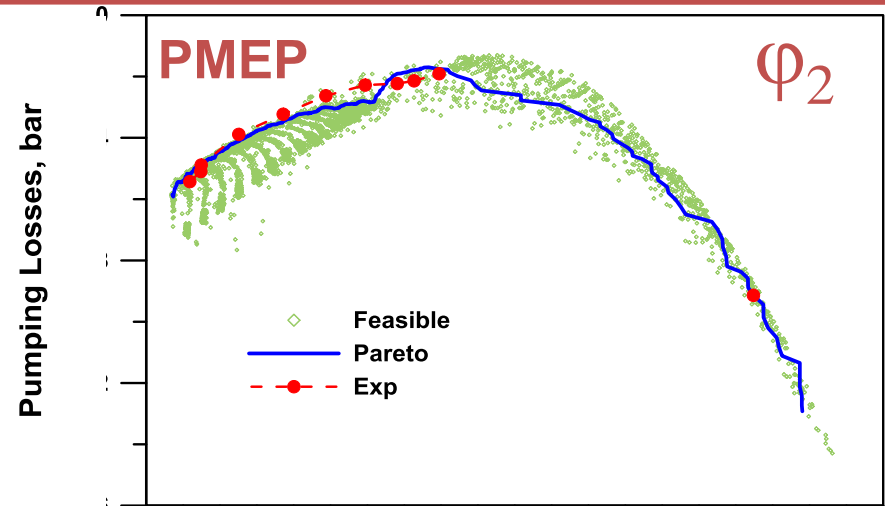 PMEP
φ2
Pumping Losses, bar
Feasible
Pareto
Exp